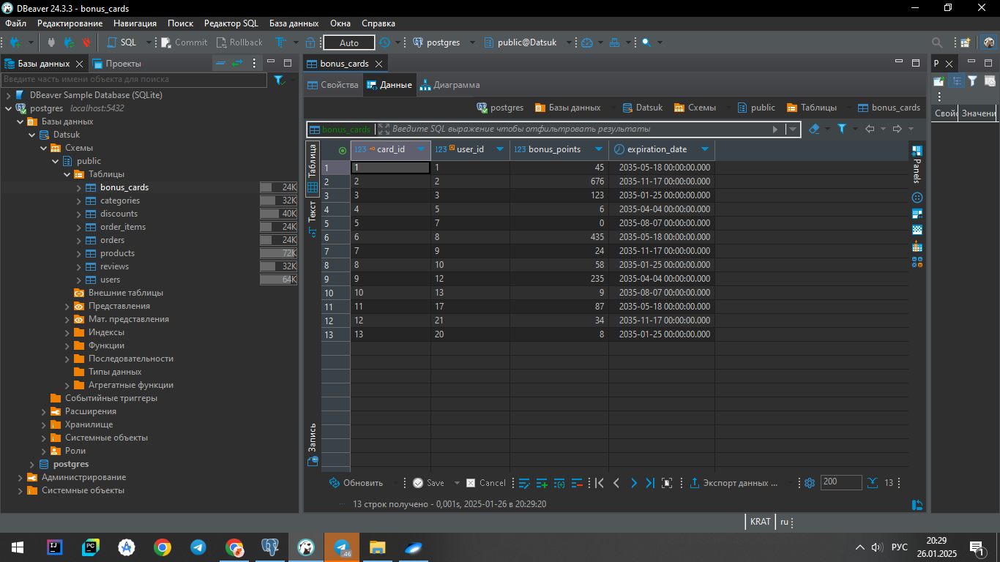 DBeaver 24.3.3 - bonus_cards
Файл Редактирование Навигация Поиск Редактор SQL База данных Окна Справка
SQL Commit Rollback Auto postgres public@Datsuk
Базы данных Проекты
Введите часть имени объекта для поиска
DBeaver Sample Database (SQLite)
postgres localhost:5432
Базы данных
Datsuk
Схемы
public
Таблицы
bonus_cards 24K
categories 32K
discounts 40K
order_items 24K
orders 24K
products 72K
reviews 32K
users 64K
Внешние таблицы
Представления
Мат. представления
Индексы
Функции
Последовательности
Типы данных
Агрегатные функции
Событийные триггеры
Расширения
Хранилище
Системные объекты
Роли
postgres
Администрирование
Системные объекты
bonus_cards
Свойства Данные Диаграмма
postgres Базы данных Datsuk Схемы public Таблицы bonus_cards
bonus_cards Введите SQL выражение чтобы отфильтровать результаты
Таблица
Текст
Запись
123 card_id 123 user_id 123 bonus_points expiration_date
1 1 1 45 2035-05-18 00:00:00.000
2 2 2 676 2035-11-17 00:00:00.000
3 3 3 123 2035-01-25 00:00:00.000
4 4 5 6 2035-04-04 00:00:00.000
5 5 7 0 2035-08-07 00:00:00.000
6 6 8 435 2035-05-18 00:00:00.000
7 7 9 24 2035-11-17 00:00:00.000
8 8 10 58 2035-01-25 00:00:00.000
9 9 12 235 2035-04-04 00:00:00.000
10 10 13 9 2035-08-07 00:00:00.000
11 11 17 87 2035-05-18 00:00:00.000
12 12 21 34 2035-11-17 00:00:00.000
13 13 20 8 2035-01-25 00:00:00.000
Panels
Обновить Save Cancel Экспорт данных ... 200 13
13 строк получено - 0,001s, 2025-01-26 в 20:29:20
P
Свой Значени
KRAT ru
IJ PC .46
РУС
20:29
26.01.2025
1